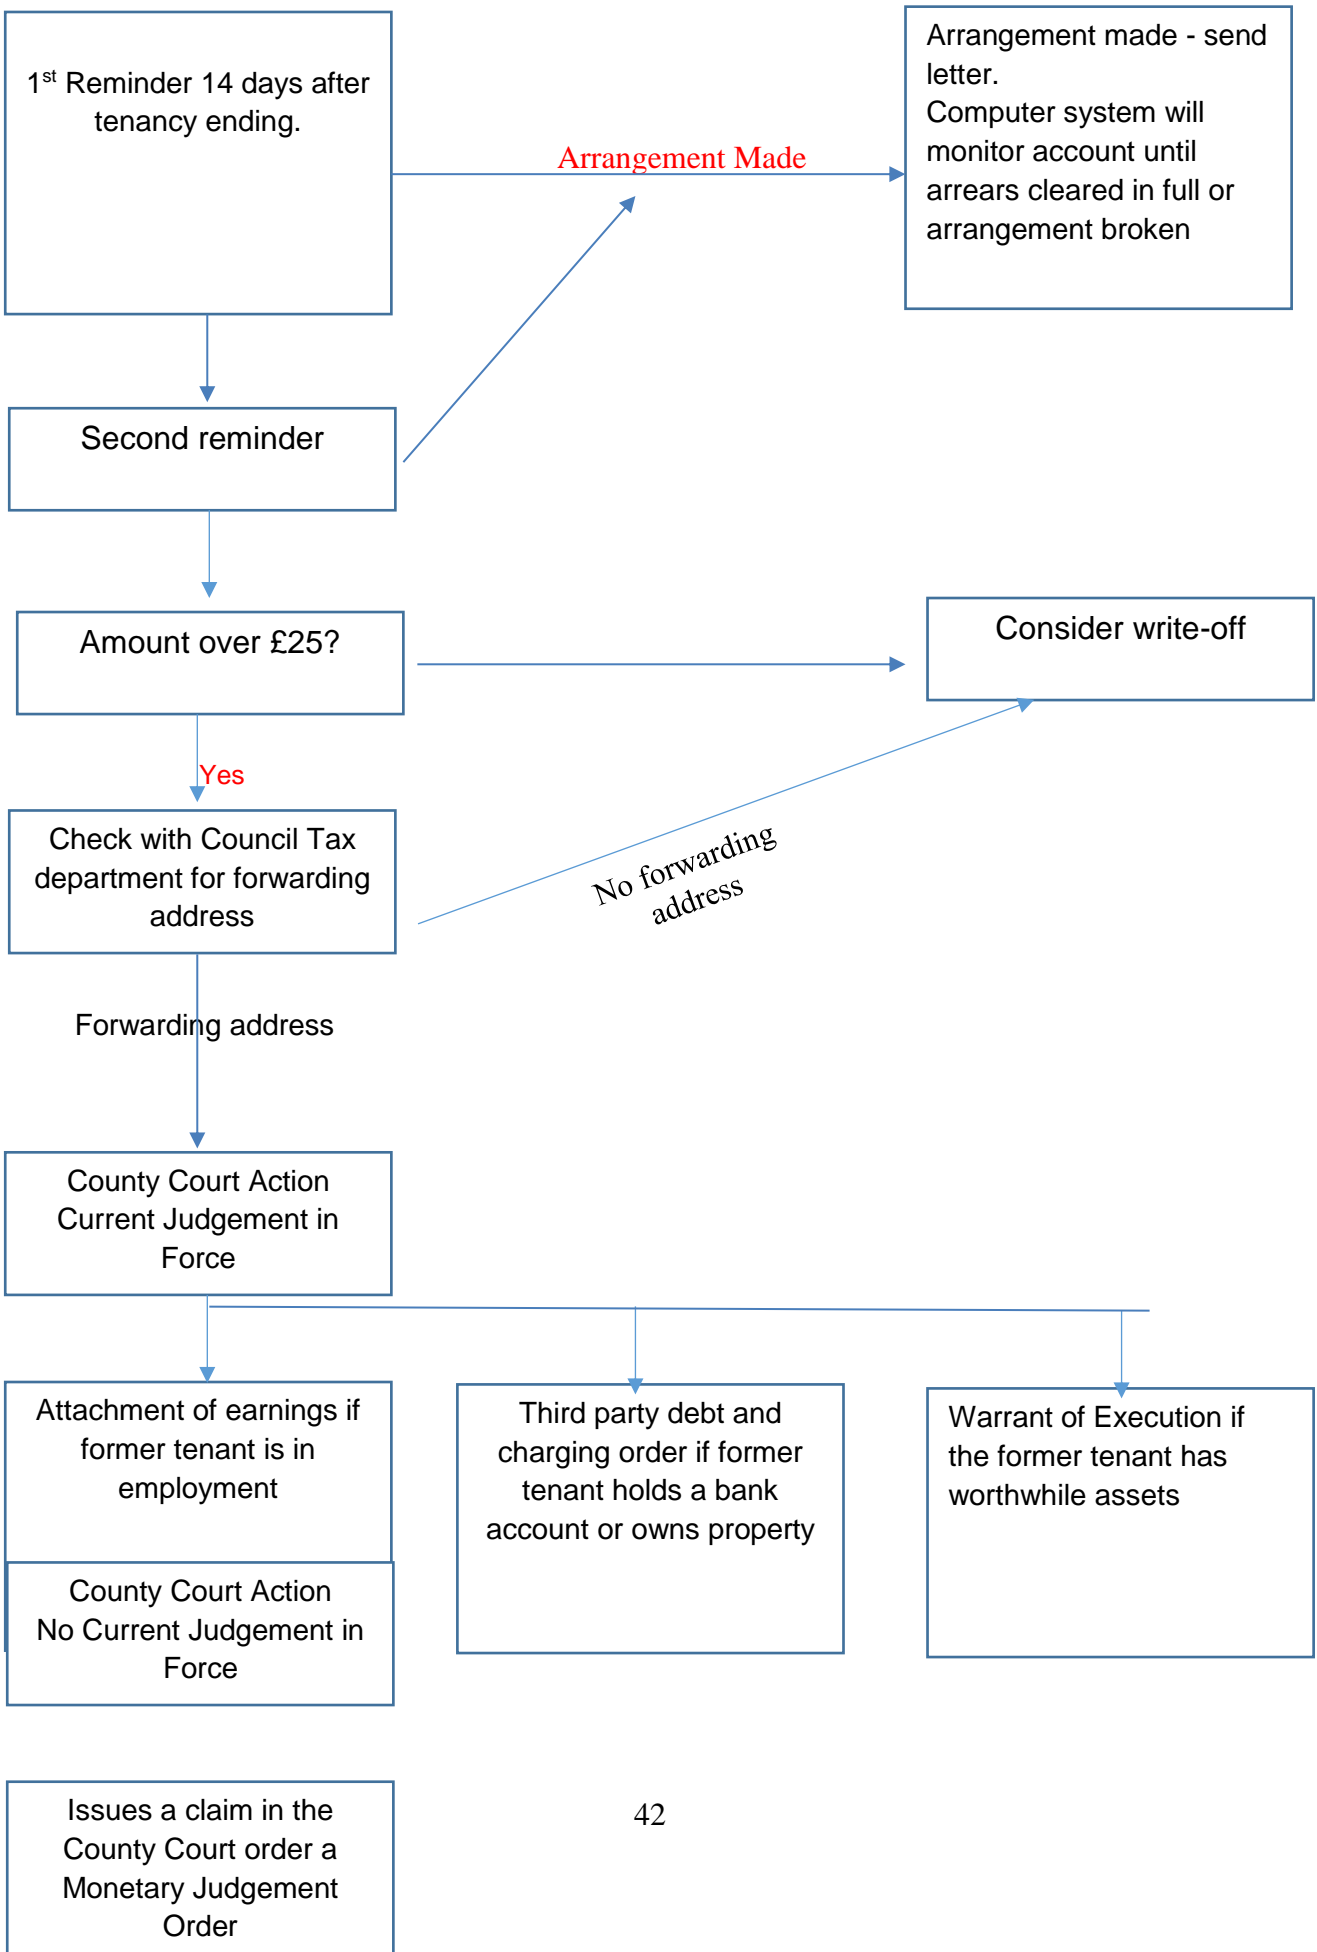 1st Reminder 14 days after
tenancy ending.
Arrangement Made
Arrangement made - send
letter.
Computer system will
monitor account until
arrears cleared in full or
arrangement broken
Second reminder
Amount over £25?
Consider write-off
Yes
Check with Council Tax
department for forwarding
address
No forwarding
address
Forwarding address
County Court Action
Current Judgement in
Force
Attachment of earnings if
former tenant is in
employment
Third party debt and
charging order if former
tenant holds a bank
account or owns property
Warrant of Execution if
the former tenant has
worthwhile assets
County Court Action
No Current Judgement in
Force
Issues a claim in the
County Court order a
Monetary Judgement
Order
42